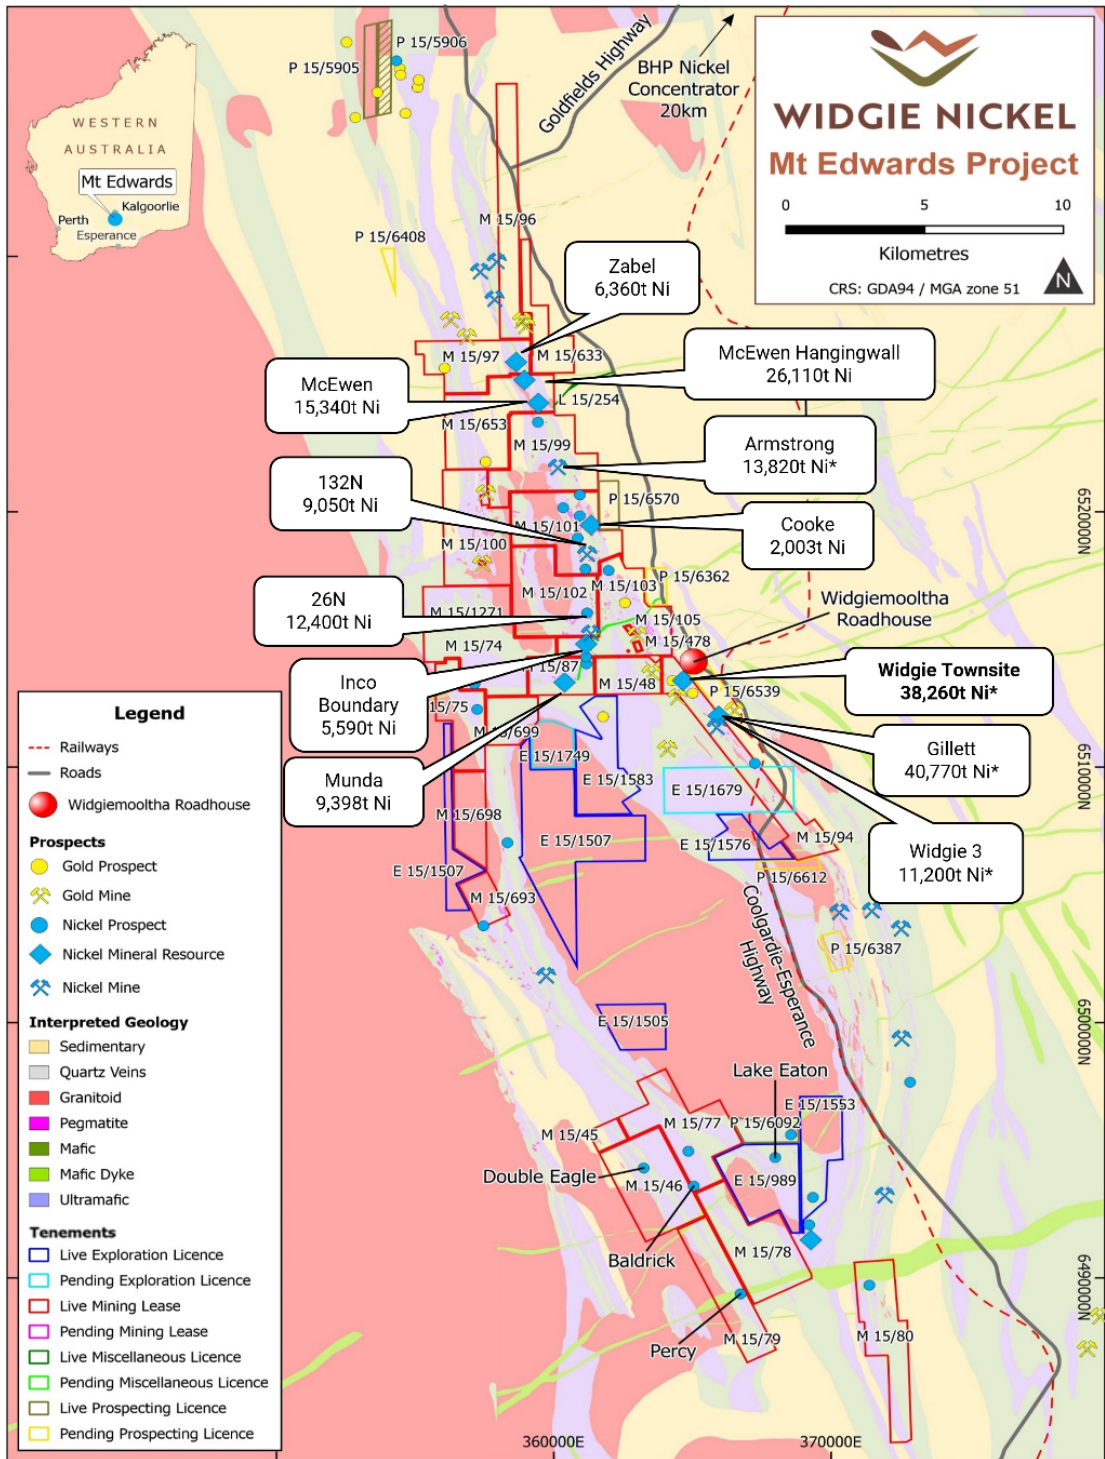 P 15/5906
P 15/5905
Goldfields Highway
BHP Nickel
Concentrator
20km
WIDGIE NICKEL
Mt Edwards Project
0 5 10
Kilometres
CRS: GDA94 / MGA zone 51
N
WESTERN
AUSTRALIA
Mt Edwards
Kalgoorlie
Perth
Esperance
M 15/96
P 15/6408
Zabel
6,360t Ni
M 15/97
M 15/633
McEwen Hangingwall
26,110t Ni
McEwen
15,340t Ni
L 15/254
M 15/653
M 15/99
Armstrong
13,820t Ni*
132N
9,050t Ni
P 15/6570
M 15/101
Cooke
2,003t Ni
6520000N
M 15/100
M 15/102
M 15/103
P 15/6362
26N
12,400t Ni
M 15/1271
M 15/105
Widgiemooltha
Roadhouse
M 15/74
M 15/478
M 15/87
M 15/48
Widgie Townsite
38,260t Ni*
P 15/6539
Inco
Boundary
5,590t Ni
15/75
M 15/699
Gillett
40,770t Ni*
E 15/1749
E 15/1583
E 15/1679
6510000N
Munda
9,398t Ni
M 15/698
E 15/1507
E 15/1576
M 15/94
Widgie 3
11,200t Ni*
E 15/1507
P 15/6612
M 15/693
Coolgardie-Esperance
Highway
P 15/6387
E 15/1505
6500000N
Lake Eaton
E 15/1553
M 15/77
P 15/6092
M 15/45
Double Eagle
M 15/46
E 15/989
Baldrick
M 15/78
6490000N
Percy
M 15/79
M 15/80
360000E
370000E
Legend
Railways
Roads
Widgiemooltha Roadhouse
Prospects
Gold Prospect
Gold Mine
Nickel Prospect
Nickel Mineral Resource
Nickel Mine
Interpreted Geology
Sedimentary
Quartz Veins
Granitoid
Pegmatite
Mafic
Mafic Dyke
Ultramafic
Tenements
Live Exploration Licence
Pending Exploration Licence
Live Mining Lease
Pending Mining Lease
Live Miscellaneous Licence
Pending Miscellaneous Licence
Live Prospecting Licence
Pending Prospecting Licence